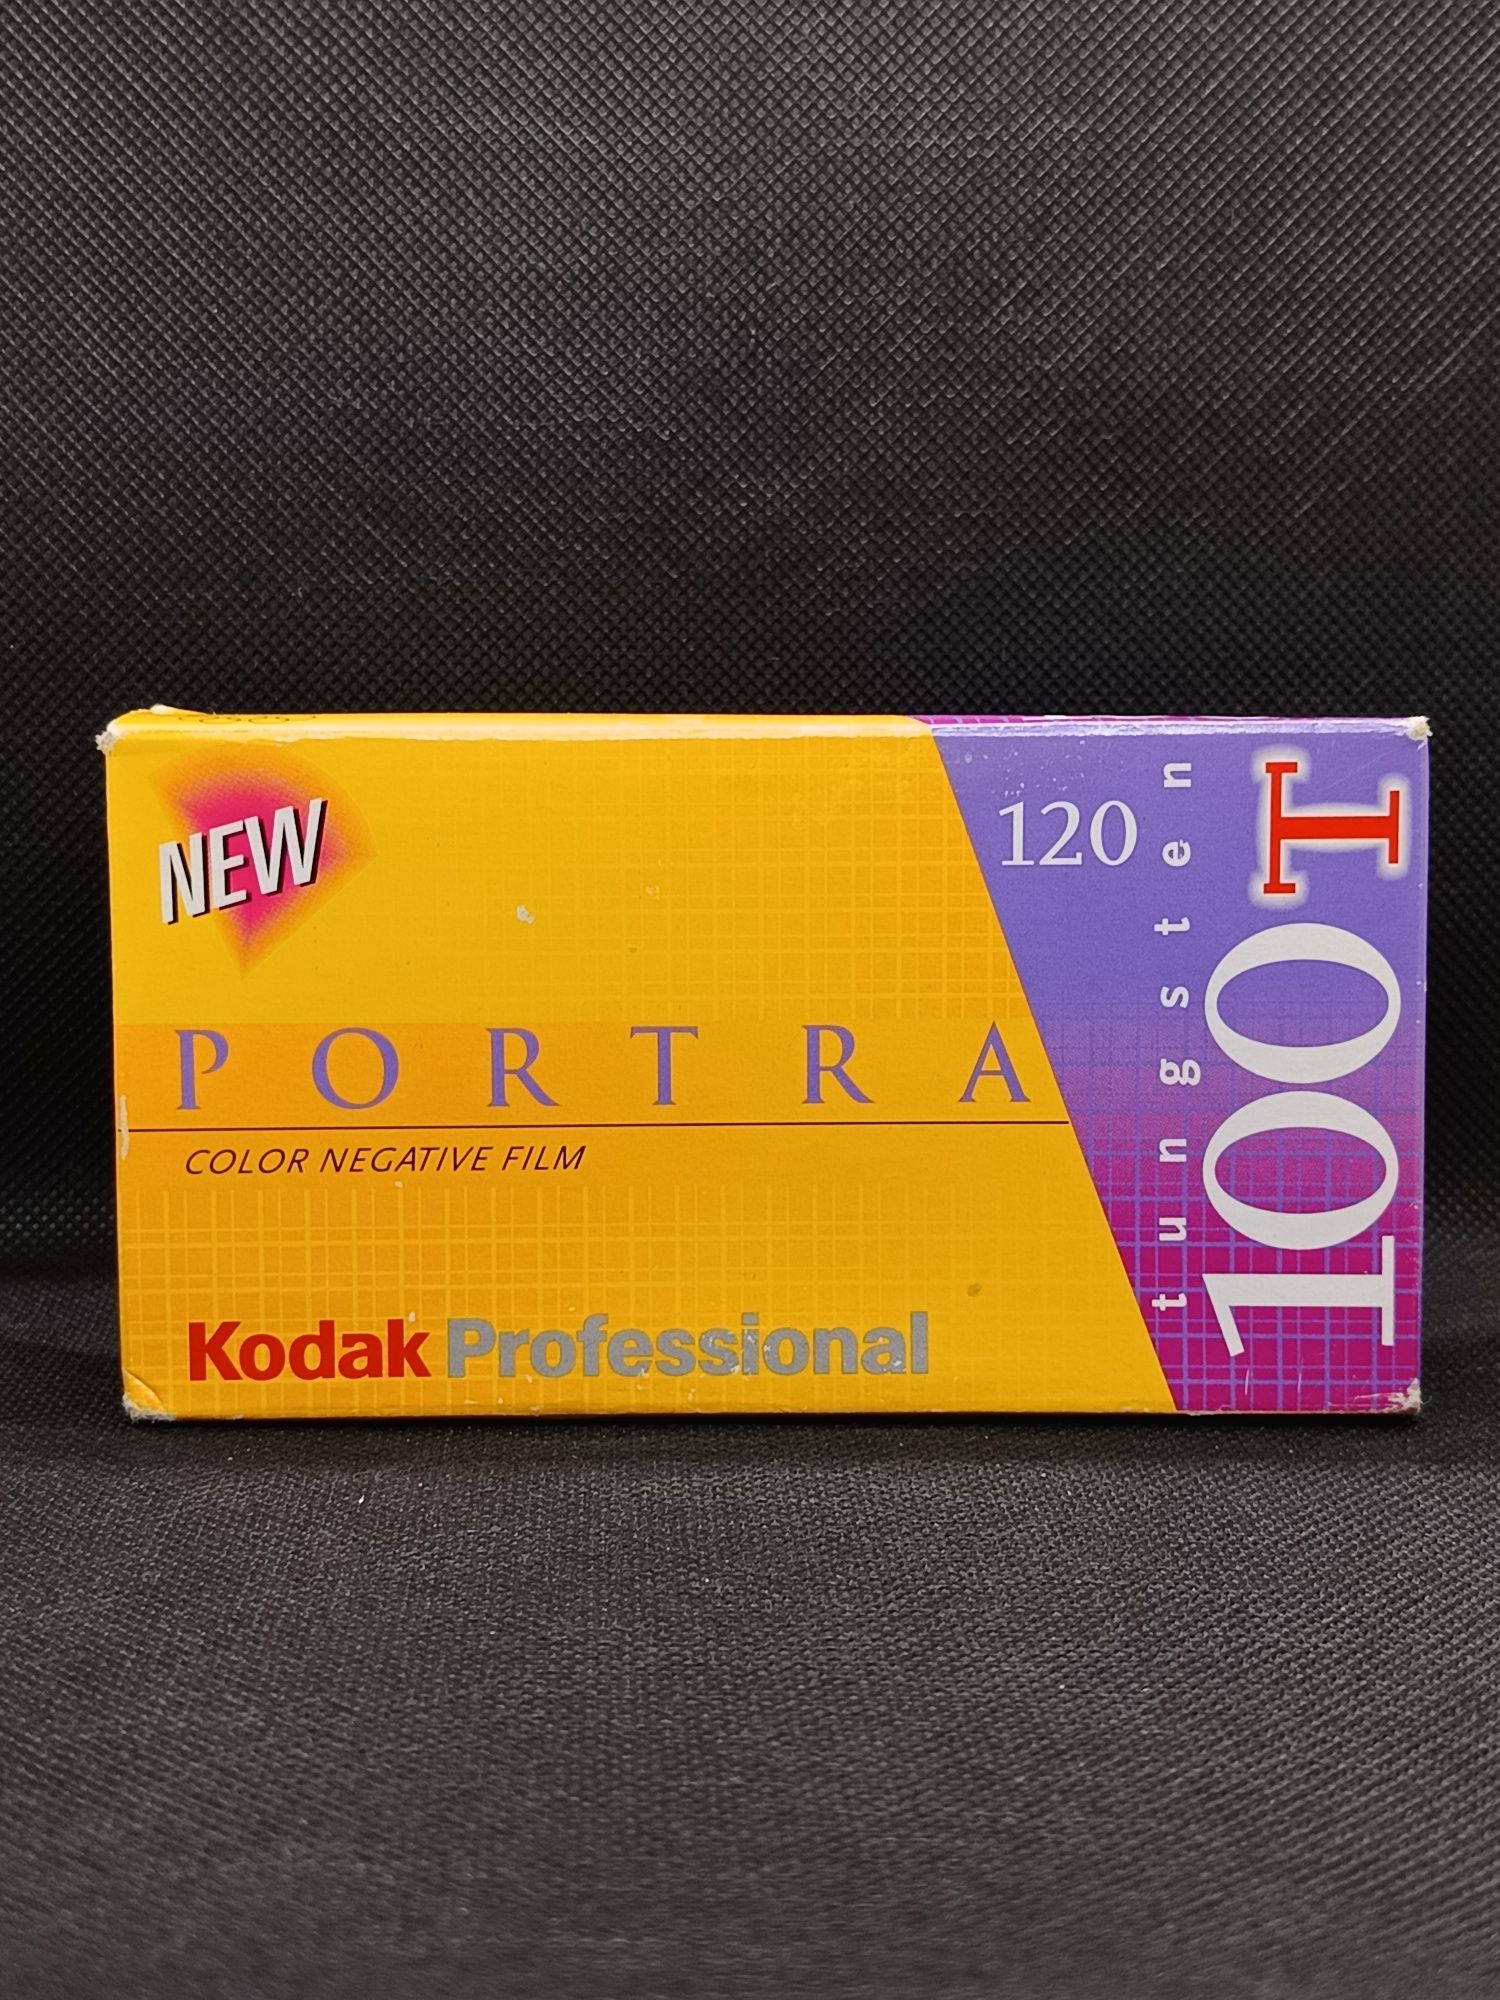 NEW
120
PORTRA
COLOR NEGATIVE FILM
Kodak Professional
tungsten
100T